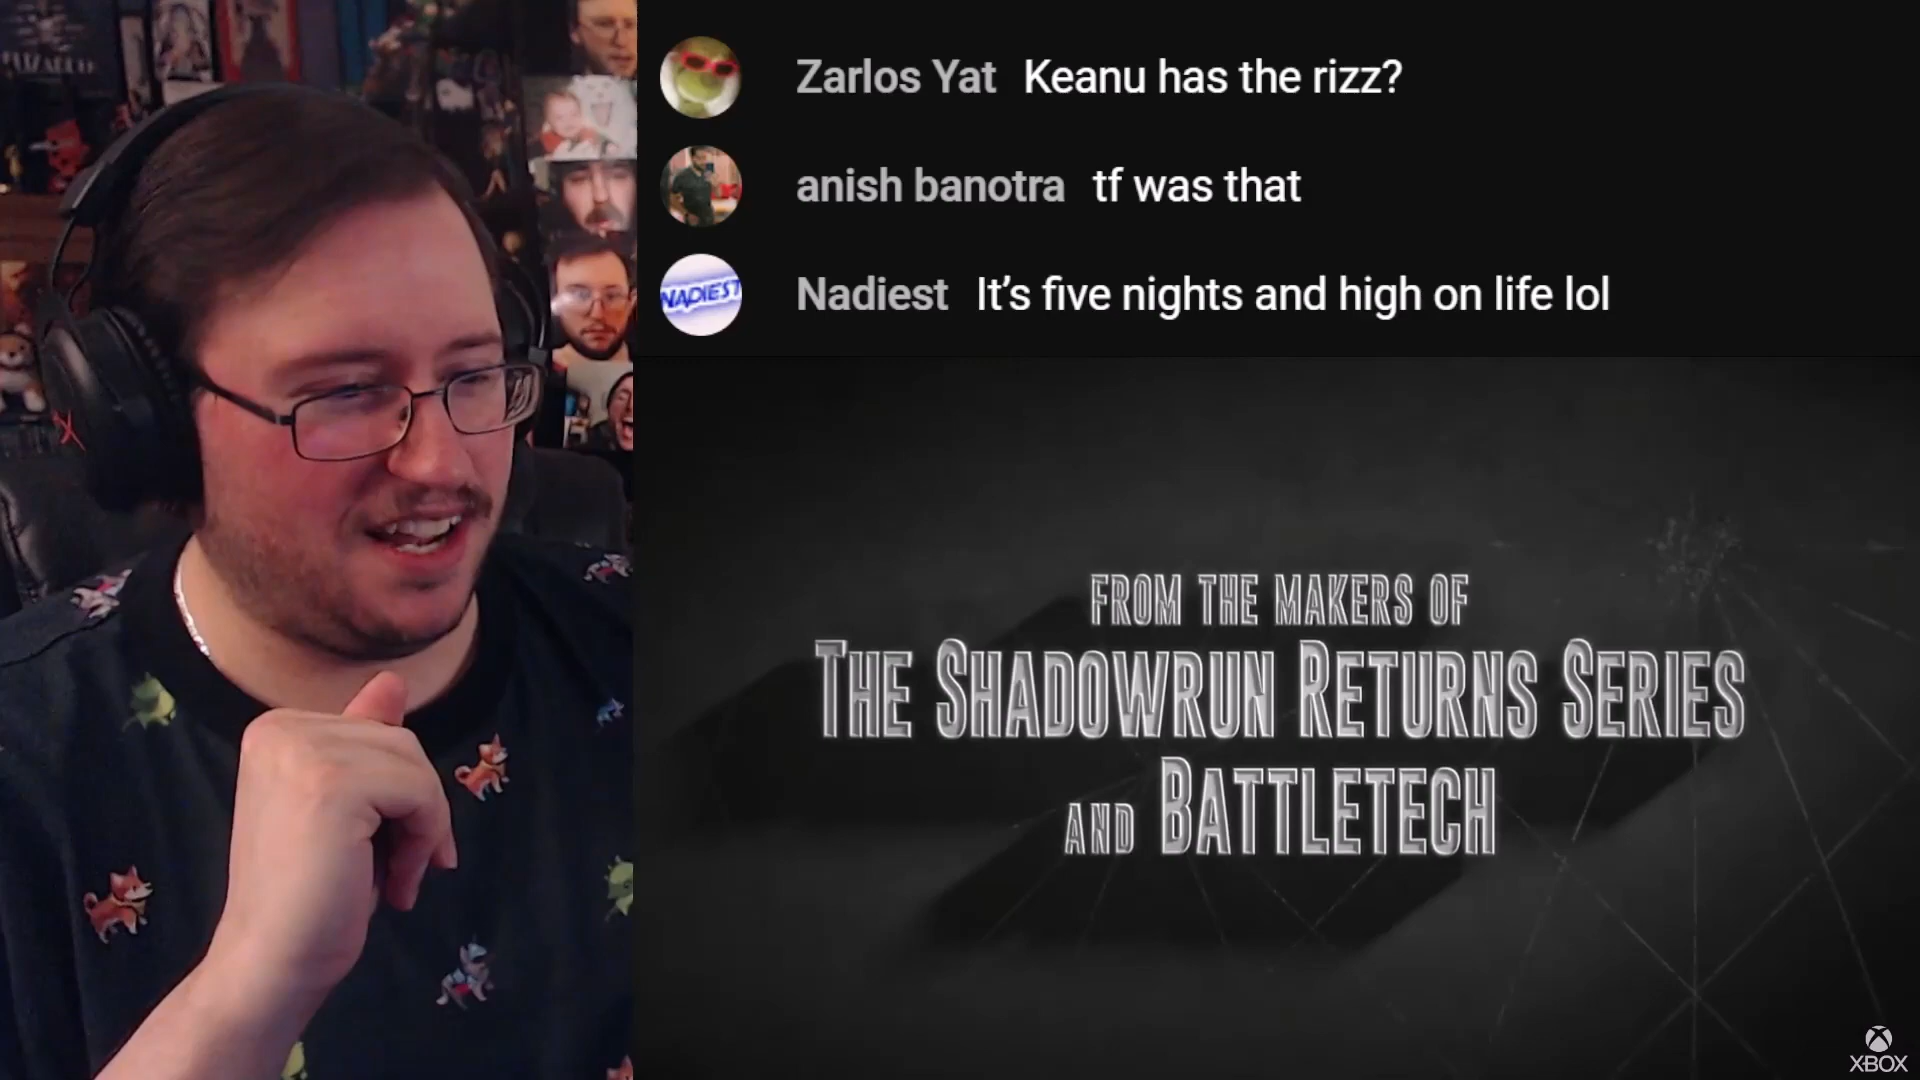 Zarlos Yat Keanu has the rizz?
anish banotra tf was that
NADIEST
Nadiest It’s five nights and high on life lol
FROM THE MAKERS OF
THE SHADOWRUN RETURNS SERIES
AND BATTLETECH
XBOX